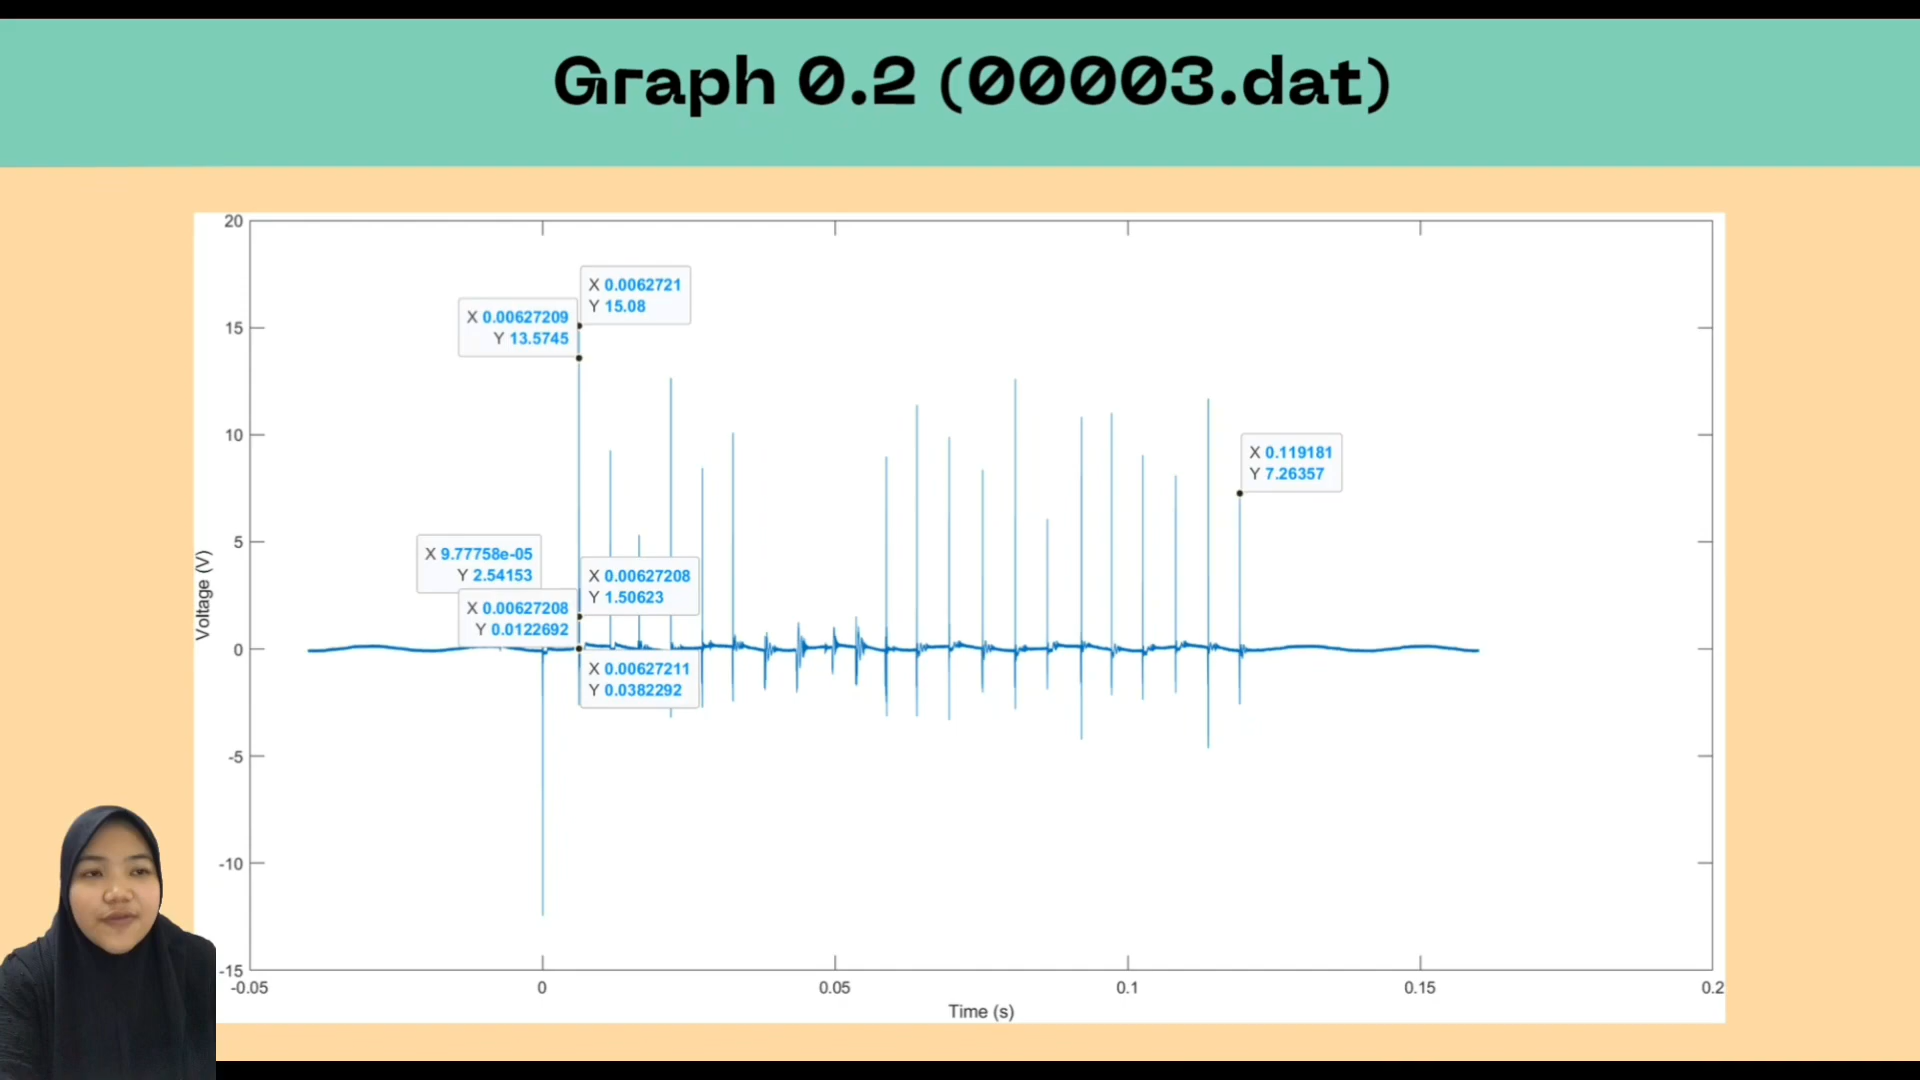 Graph 0.2 (00003.dat)
20
15
10
5
0
-5
-10
-15
Voltage (V)
X 0.0062721
Y 15.08
X 0.00627209
Y 13.5745
X 0.119181
Y 7.26357
X 9.77758e-05
Y 2.54153
X 0.00627208
Y 1.50623
X 0.00627208
Y 0.0122692
X 0.00627211
Y 0.0382292
-0.05
0
0.05
0.1
0.15
0.2
Time (s)